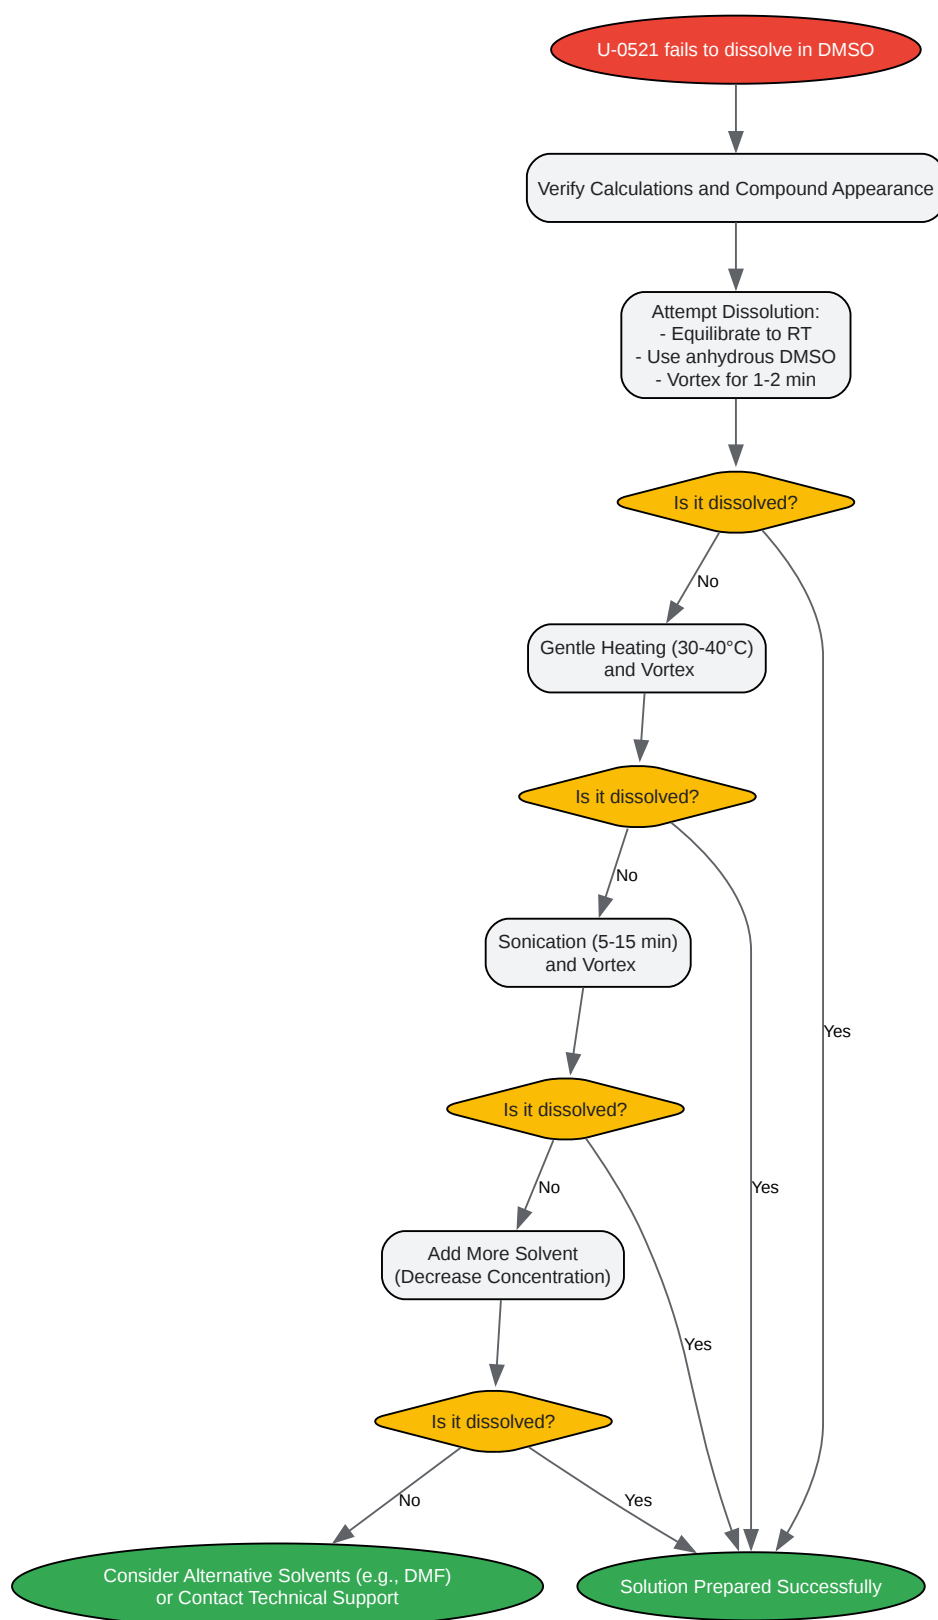 U-0521 fails to dissolve in DMSO
Verify Calculations and Compound Appearance
Attempt Dissolution:
- Equilibrate to RT
- Use anhydrous DMSO
- Vortex for 1-2 min
Is it dissolved?
No
Gentle Heating (30-40°C)
and Vortex
Is it dissolved?
No
Sonication (5-15 min)
and Vortex
Yes
Is it dissolved?
Yes
No
Add More Solvent
(Decrease Concentration)
Yes
Is it dissolved?
No
Yes
Consider Alternative Solvents (e.g., DMF)
or Contact Technical Support
Solution Prepared Successfully